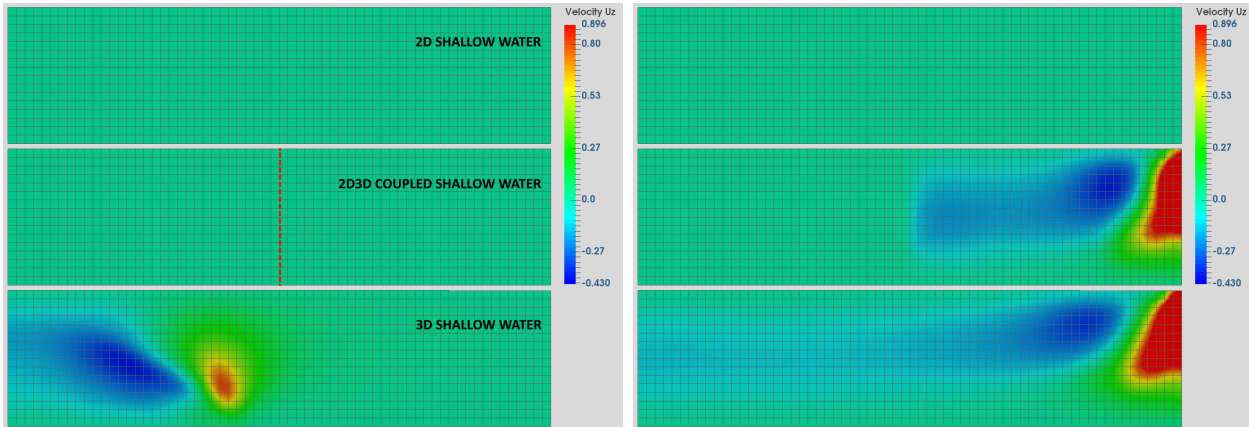 Velocity Uz
0.896
0.80
0.53
0.27
0.0
-0.27
-0.430
2D SHALLOW WATER
2D3D COUPLED SHALLOW WATER
3D SHALLOW WATER
Velocity Uz
0.896
0.80
0.53
0.27
0.0
-0.27
-0.430